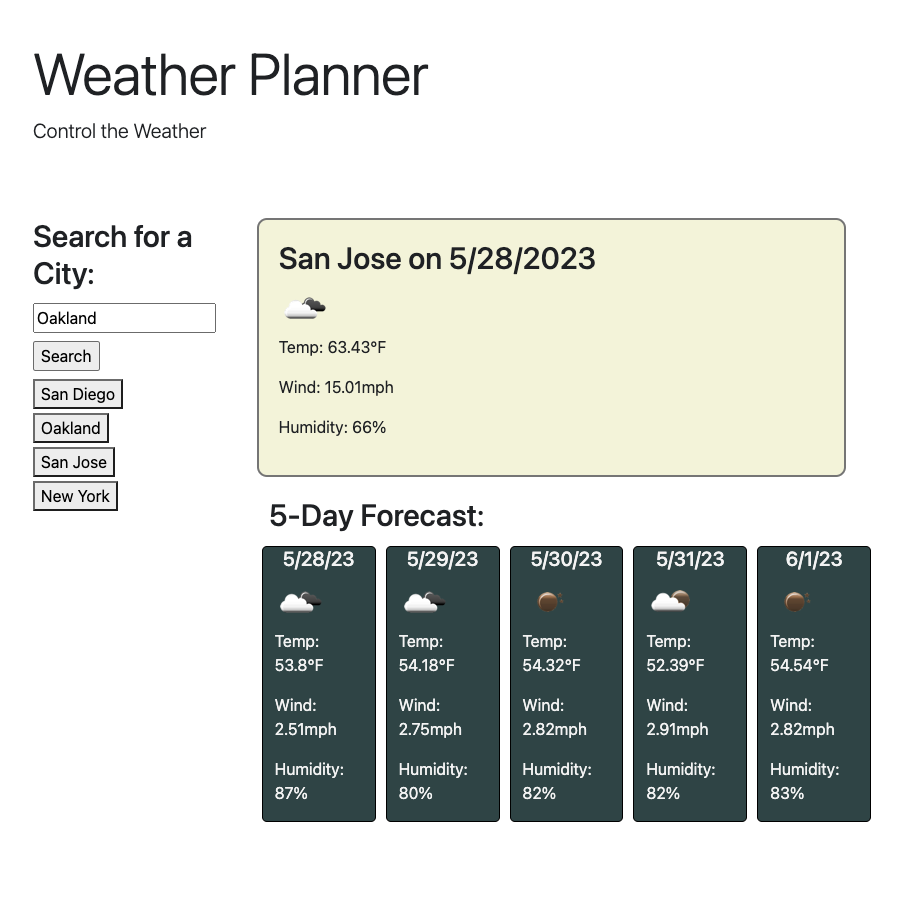 Weather Planner
Control the Weather
Search for a
City:
Oakland
Search
San Diego
Oakland
San Jose
New York
San Jose on 5/28/2023
Temp: 63.43°F
Wind: 15.01mph
Humidity: 66%
5-Day Forecast:
5/28/23
Temp:
53.8°F
Wind:
2.51mph
Humidity:
87%
5/29/23
Temp:
54.18°F
Wind:
2.75mph
Humidity:
80%
5/30/23
Temp:
54.32°F
Wind:
2.82mph
Humidity:
82%
5/31/23
Temp:
52.39°F
Wind:
2.91mph
Humidity:
82%
6/1/23
Temp:
54.54°F
Wind:
2.82mph
Humidity:
83%